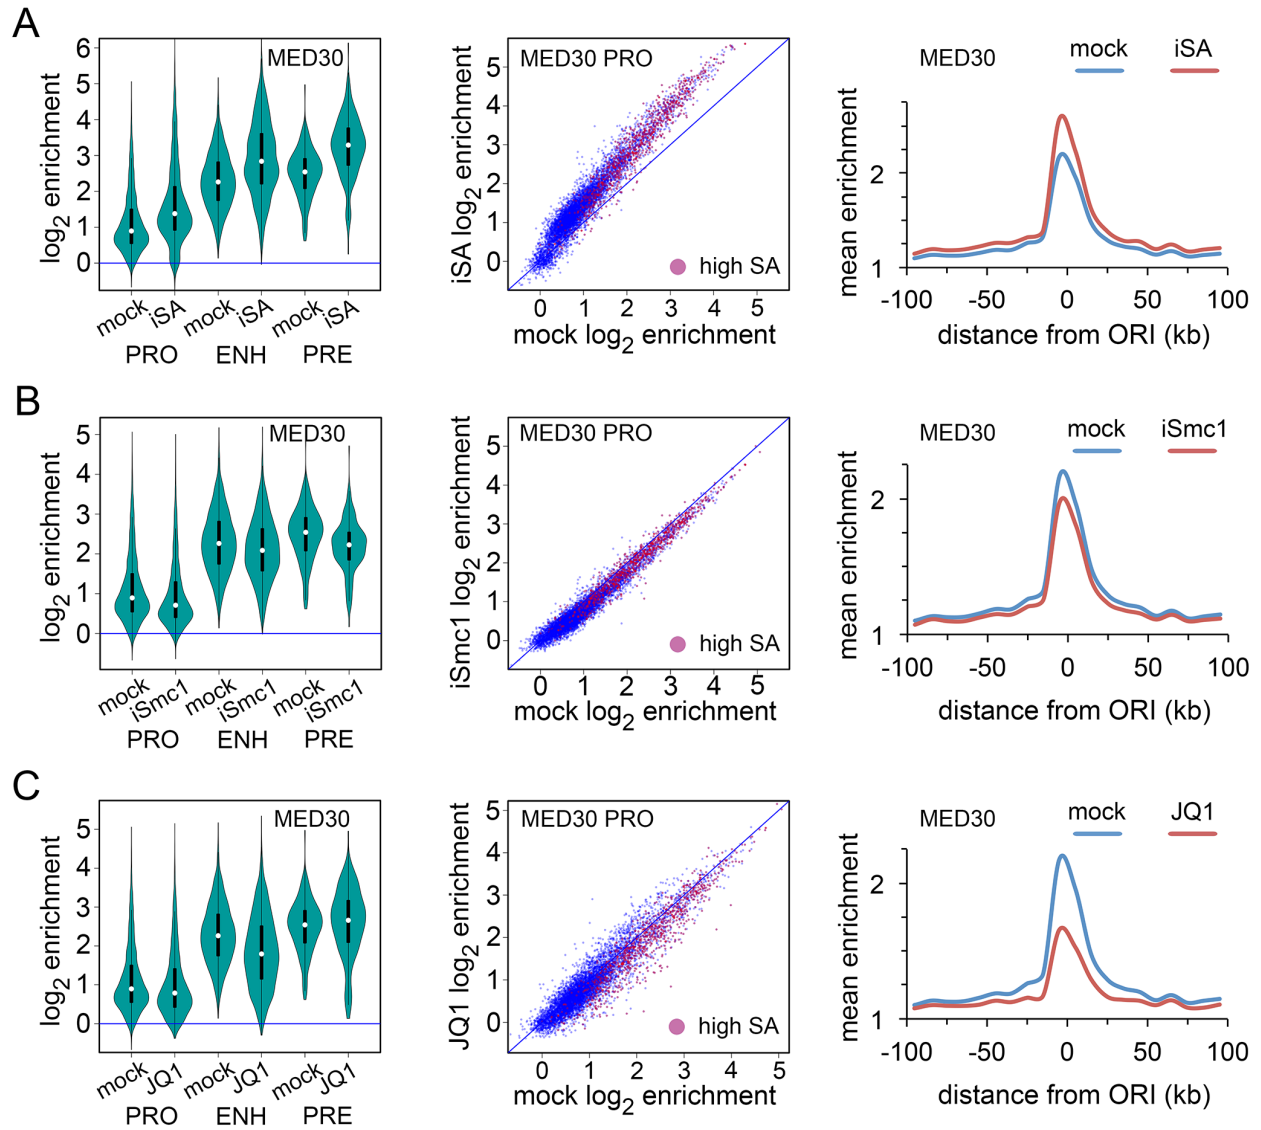 A
log2 enrichment
6
5
4
3
2
1
0
MED30
mock
iSA
mock
iSA
mock
iSA
PRO
ENH
PRE
iSA log2 enrichment
5
4
3
2
1
0
MED30 PRO
high SA
0 1 2 3 4 5
mock log2 enrichment
MED30
mock
iSA
mean enrichment
2
1
-100 -50 0 50 100
distance from ORI (kb)
B
log2 enrichment
5
4
3
2
1
0
MED30
mock
iSmc1
mock
iSmc1
mock
iSmc1
PRO
ENH
PRE
iSmc1 log2 enrichment
5
4
3
2
1
0
MED30 PRO
high SA
0 1 2 3 4 5
mock log2 enrichment
MED30
mock
iSmc1
mean enrichment
2
1
-100 -50 0 50 100
distance from ORI (kb)
C
log2 enrichment
5
4
3
2
1
0
MED30
mock
JQ1
mock
JQ1
mock
JQ1
PRO
ENH
PRE
JQ1 log2 enrichment
5
4
3
2
1
0
MED30 PRO
high SA
0 1 2 3 4 5
mock log2 enrichment
MED30
mock
JQ1
mean enrichment
2
1
-100 -50 0 50 100
distance from ORI (kb)